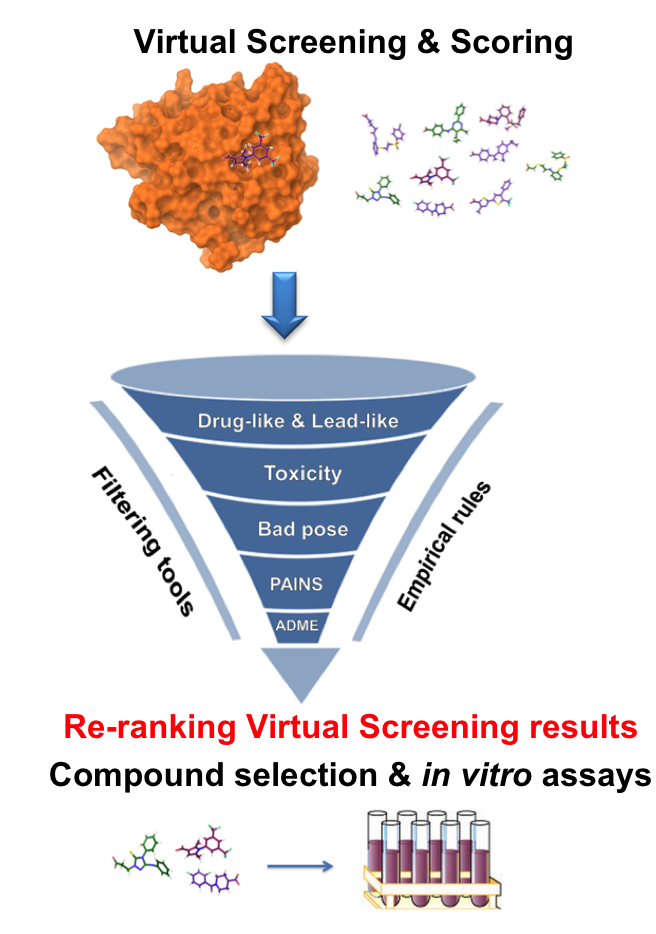 Virtual Screening & Scoring
Drug-like & Lead-like
Toxicity
Bad pose
PAINS
ADME
Filtering tools
Empirical rules
Re-ranking Virtual Screening results
Compound selection & in vitro assays